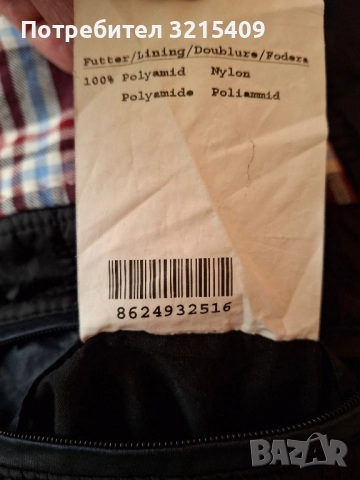 Потребител 3215409
Futter/Lining/Doublure/Fodera
100% Polyamid Nylon
Polyamide Poliammid
8624932516
BAZAR